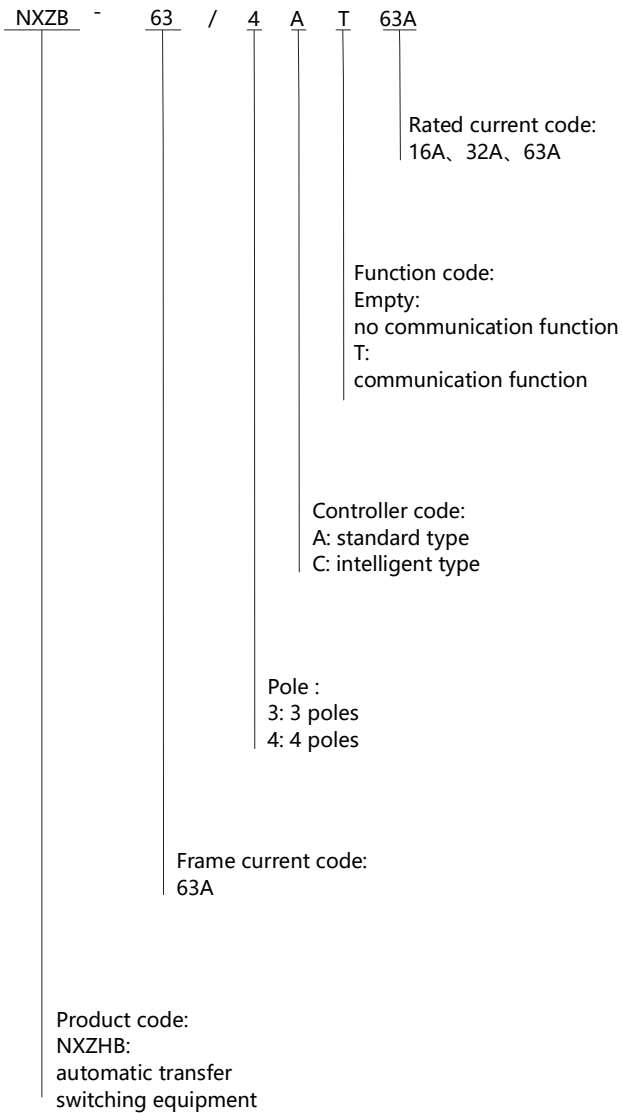 NXZB - 63 / 4 A T 63A
Rated current code:
16A、32A、63A
Function code:
Empty:
no communication function
T:
communication function
Controller code:
A: standard type
C: intelligent type
Pole :
3: 3 poles
4: 4 poles
Frame current code:
63A
Product code:
NXZHB:
automatic transfer
switching equipment